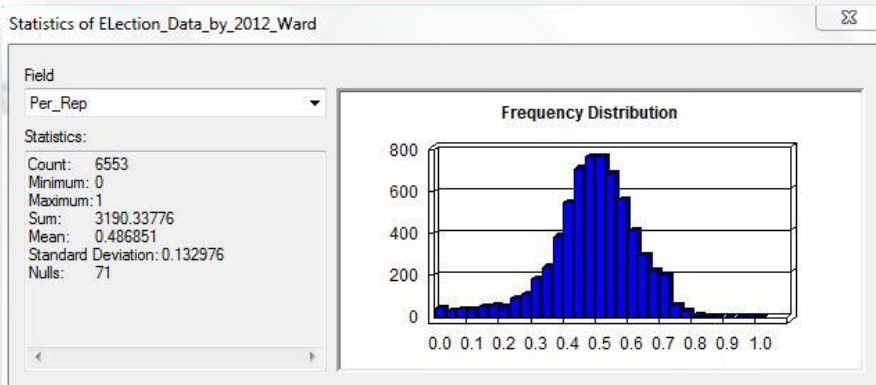 Statistics of ELection_Data_by_2012_Ward
Field
Per_Rep
Statistics:
Count: 6553
Minimum: 0
Maximum: 1
Sum: 3190.33776
Mean: 0.486851
Standard Deviation: 0.132976
Nulls: 71
Frequency Distribution
800
600
400
200
0
0.0 0.1 0.2 0.3 0.4 0.5 0.6 0.7 0.8 0.9 1.0